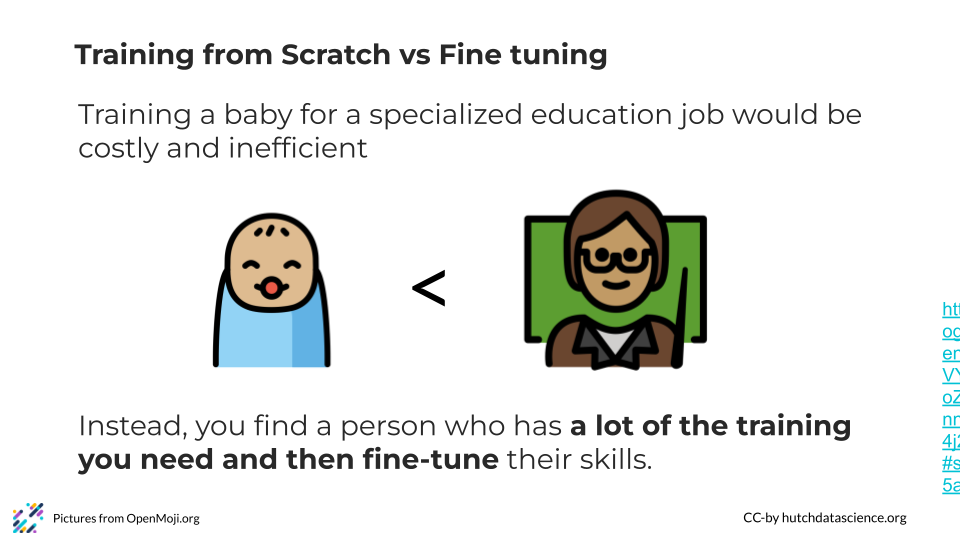 Training from Scratch vs Fine tuning
Training a baby for a specialized education job would be
costly and inefficient
<
Instead, you find a person who has a lot of the training
you need and then fine-tune their skills.
Pictures from OpenMoji.org
CC-by hutchdatascience.org